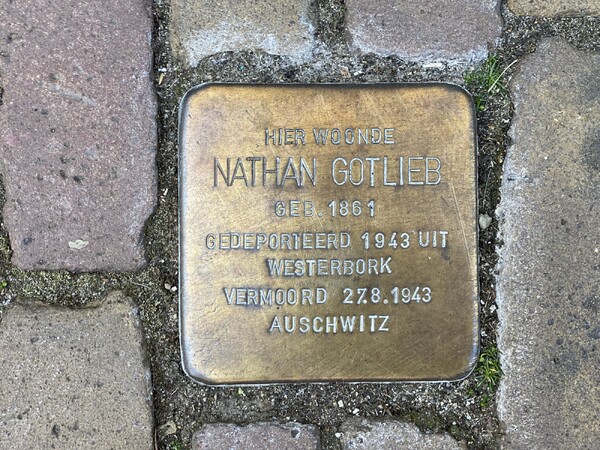 HIER WOONDE
NATHAN GOTLIEB
GEB. 1861
GEDEPORTEERD 1943 UIT
WESTERBORK
VERMOORD 27.8.1943
AUSCHWITZ